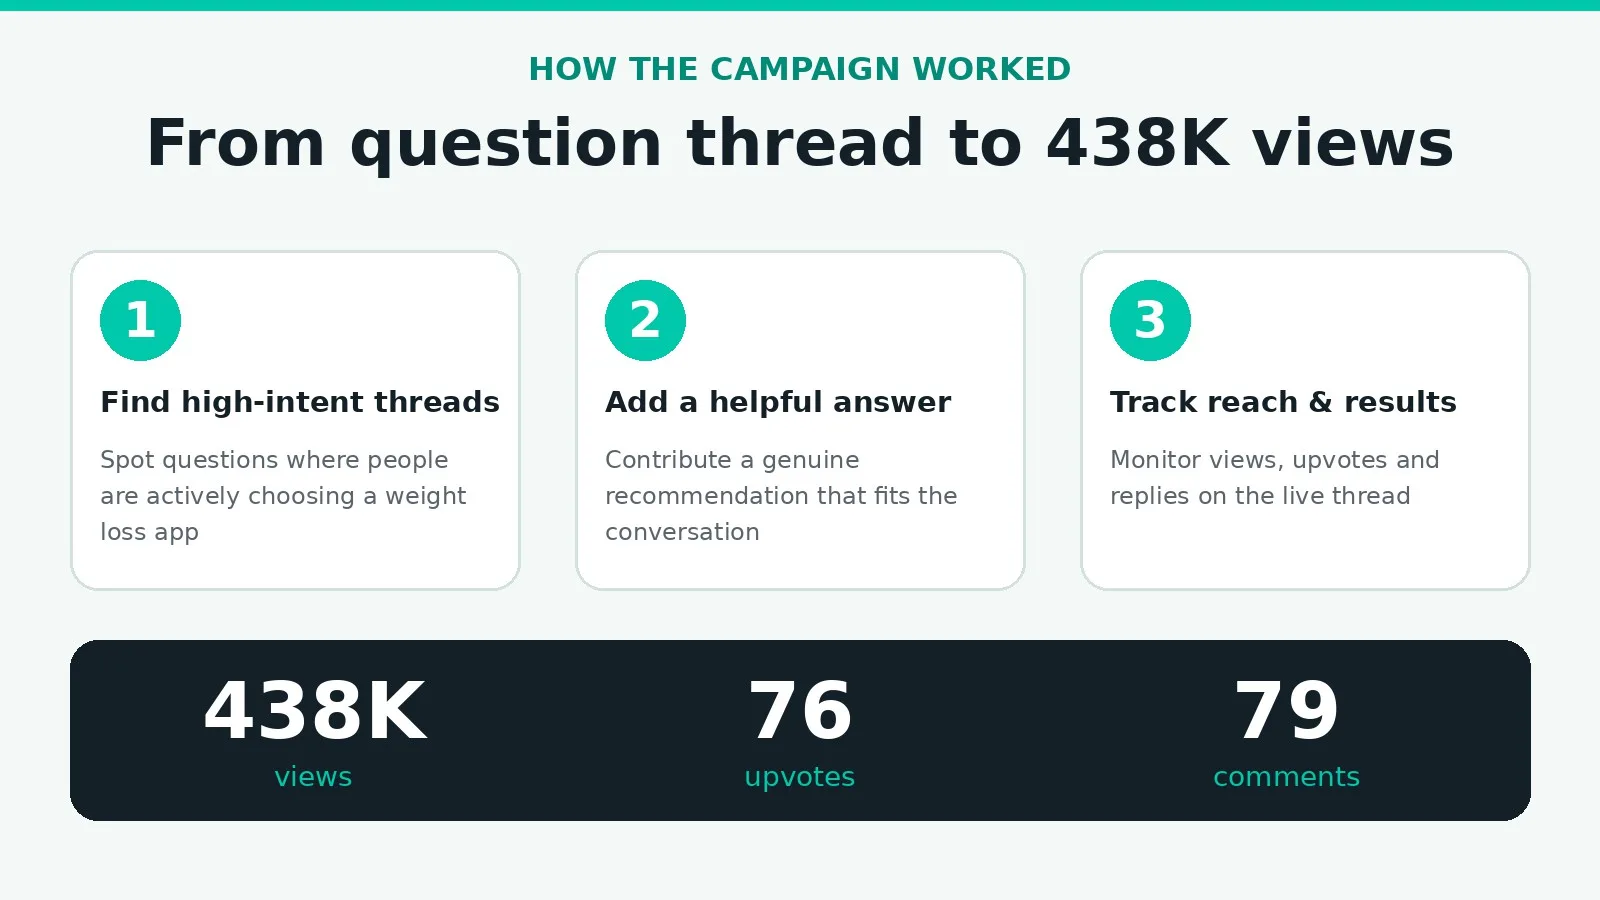 HOW THE CAMPAIGN WORKED
From question thread to 438K views
1
Find high-intent threads
Spot questions where people
are actively choosing a weight
loss app
2
Add a helpful answer
Contribute a genuine
recommendation that fits the
conversation
3
Track reach & results
Monitor views, upvotes and
replies on the live thread
438K
views
76
upvotes
79
comments